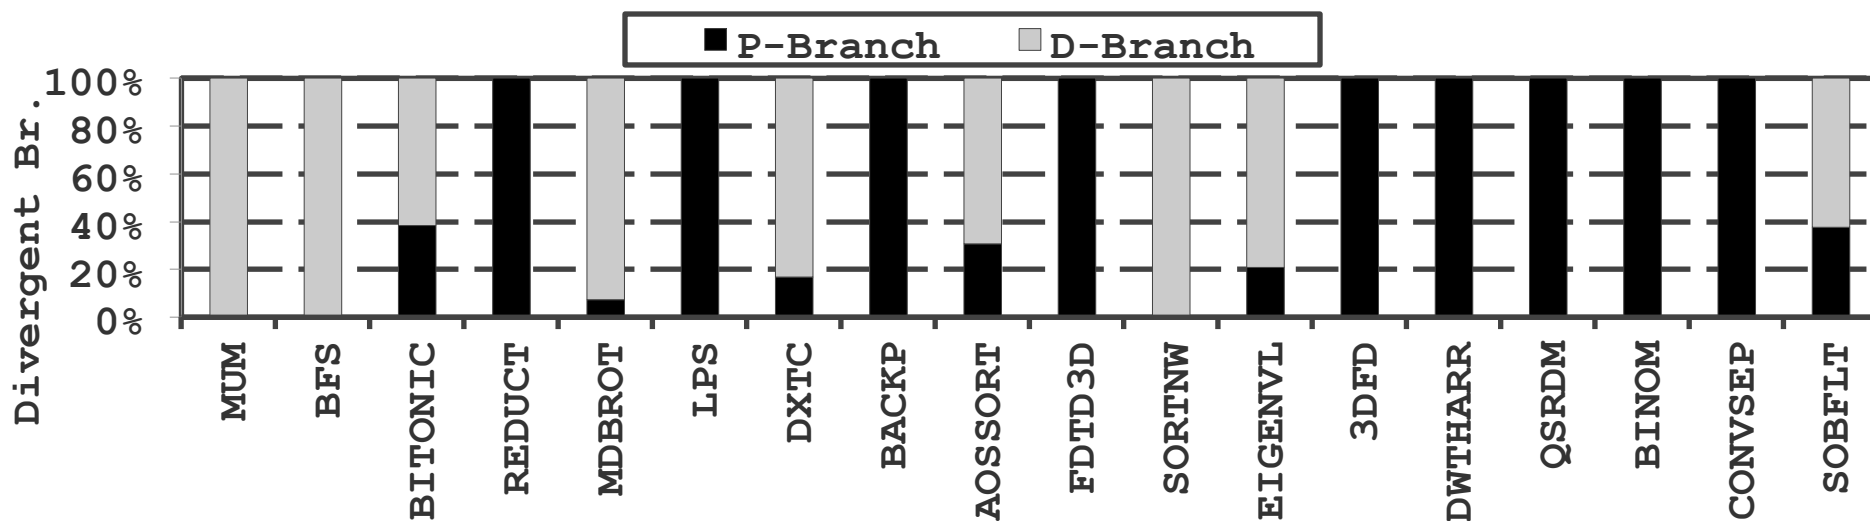 P-Branch D-Branch
Divergent Br.
100%
80%
60%
40%
20%
0%
MUM
BFS
BITONIC
REDUCT
MDBROT
LPS
DXTC
BACKP
AOSSORT
FDTD3D
SORTNW
EIGENVL
3DFD
DWTHARR
QSRDM
BINOM
CONVSEP
SOBFLT